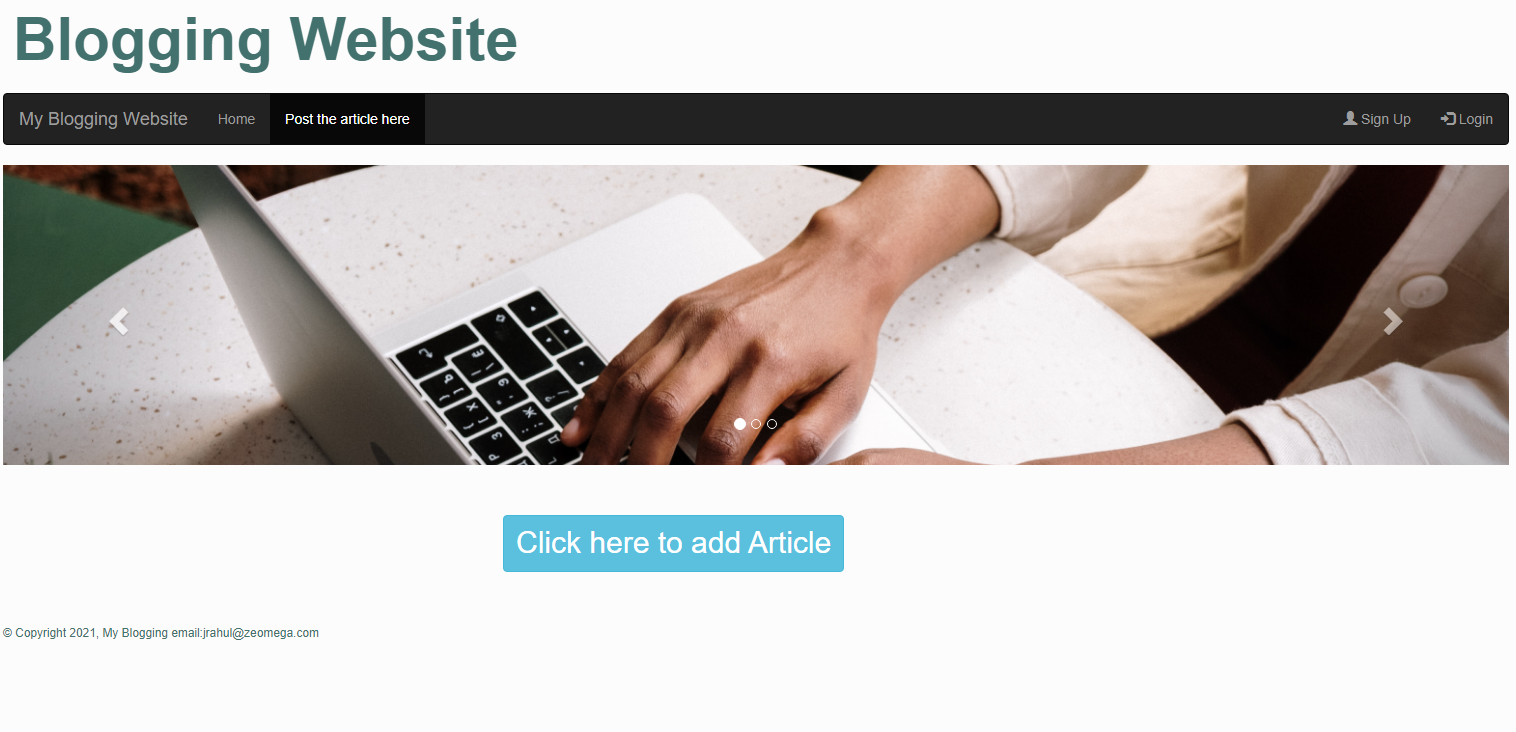 Blogging Website
My Blogging Website Home Post the article here Sign Up Login
Click here to add Article
© Copyright 2021, My Blogging email:jrahul@zeomega.com